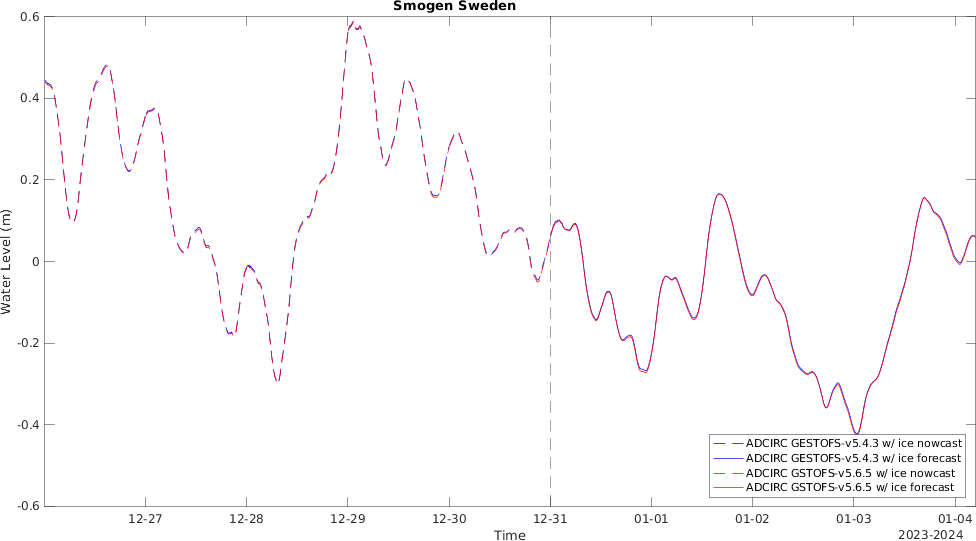 Smogen Sweden
0.6
0.4
0.2
0
-0.2
-0.4
-0.6
Water Level (m)
ADCIRC GESTOFS-v5.4.3 w/ ice nowcast
ADCIRC GESTOFS-v5.4.3 w/ ice forecast
ADCIRC GSTOFS-v5.6.5 w/ ice nowcast
ADCIRC GSTOFS-v5.6.5 w/ ice forecast
12-27 12-28 12-29 12-30 12-31 01-01 01-02 01-03 01-04
Time
2023-2024